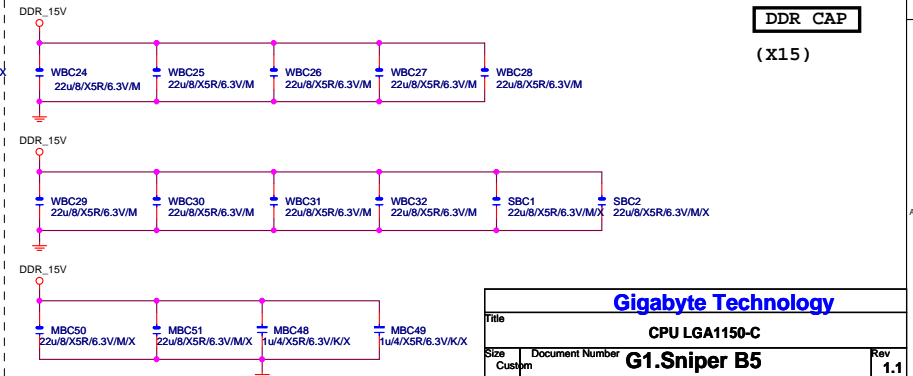 DDR_15V
DDR CAP
(X15)
X
WBC24
22u/8/X5R/6.3V/M
WBC25
22u/8/X5R/6.3V/M
WBC26
22u/8/X5R/6.3V/M
WBC27
22u/8/X5R/6.3V/M
WBC28
22u/8/X5R/6.3V/M
DDR_15V
WBC29
22u/8/X5R/6.3V/M
WBC30
22u/8/X5R/6.3V/M
WBC31
22u/8/X5R/6.3V/M
WBC32
22u/8/X5R/6.3V/M
SBC1
22u/8/X5R/6.3V/M/X
SBC2
22u/8/X5R/6.3V/M/X
A
DDR_15V
MBC50
22u/8/X5R/6.3V/M/X
MBC51
22u/8/X5R/6.3V/M/X
MBC48
1u/4/X5R/6.3V/K/X
MBC49
1u/4/X5R/6.3V/K/X
Gigabyte Technology
Title
CPU LGA1150-C
Size
Custom
Document Number
G1.Sniper B5
Rev
1.1